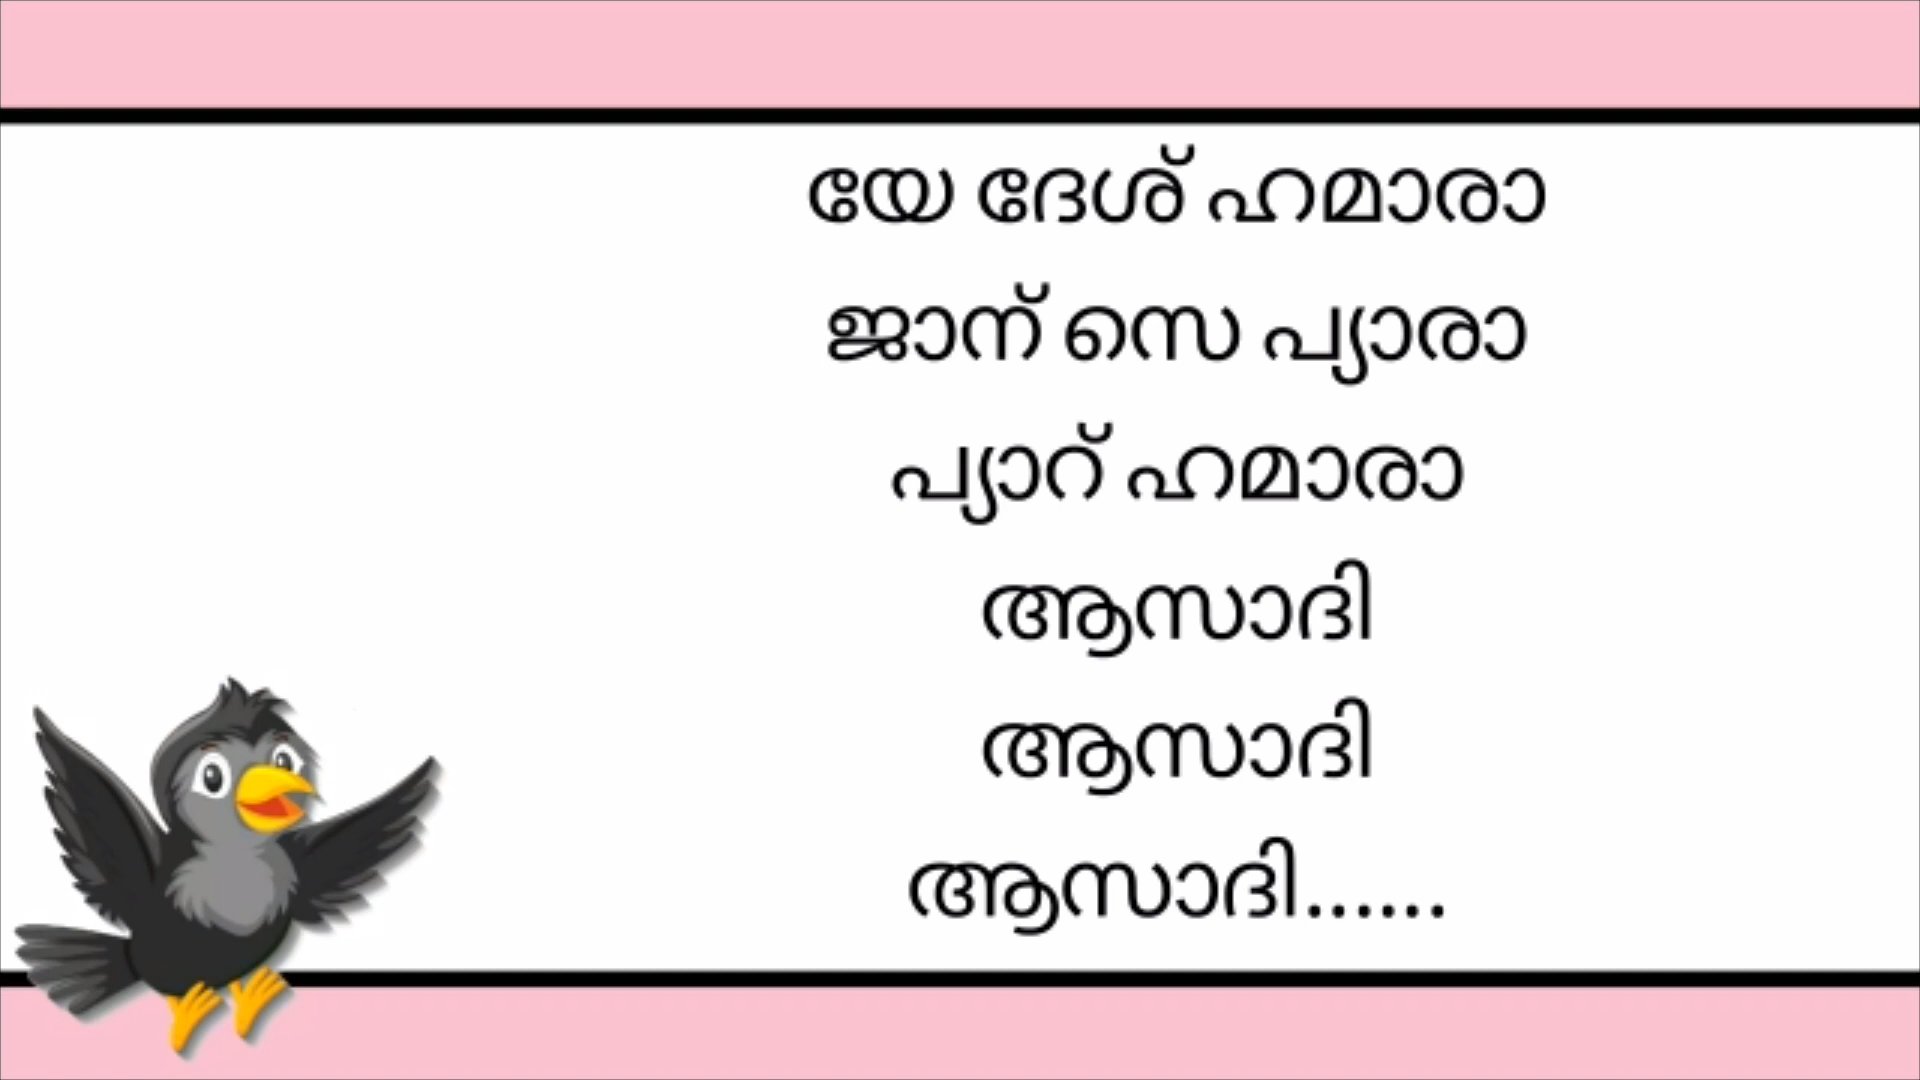 യേ ദേശ് ഹമാരാ
ജാന് സെ പ്യാരാ
പ്യാറ് ഹമാരാ
ആസാദി
ആസാദി
ആസാദി......